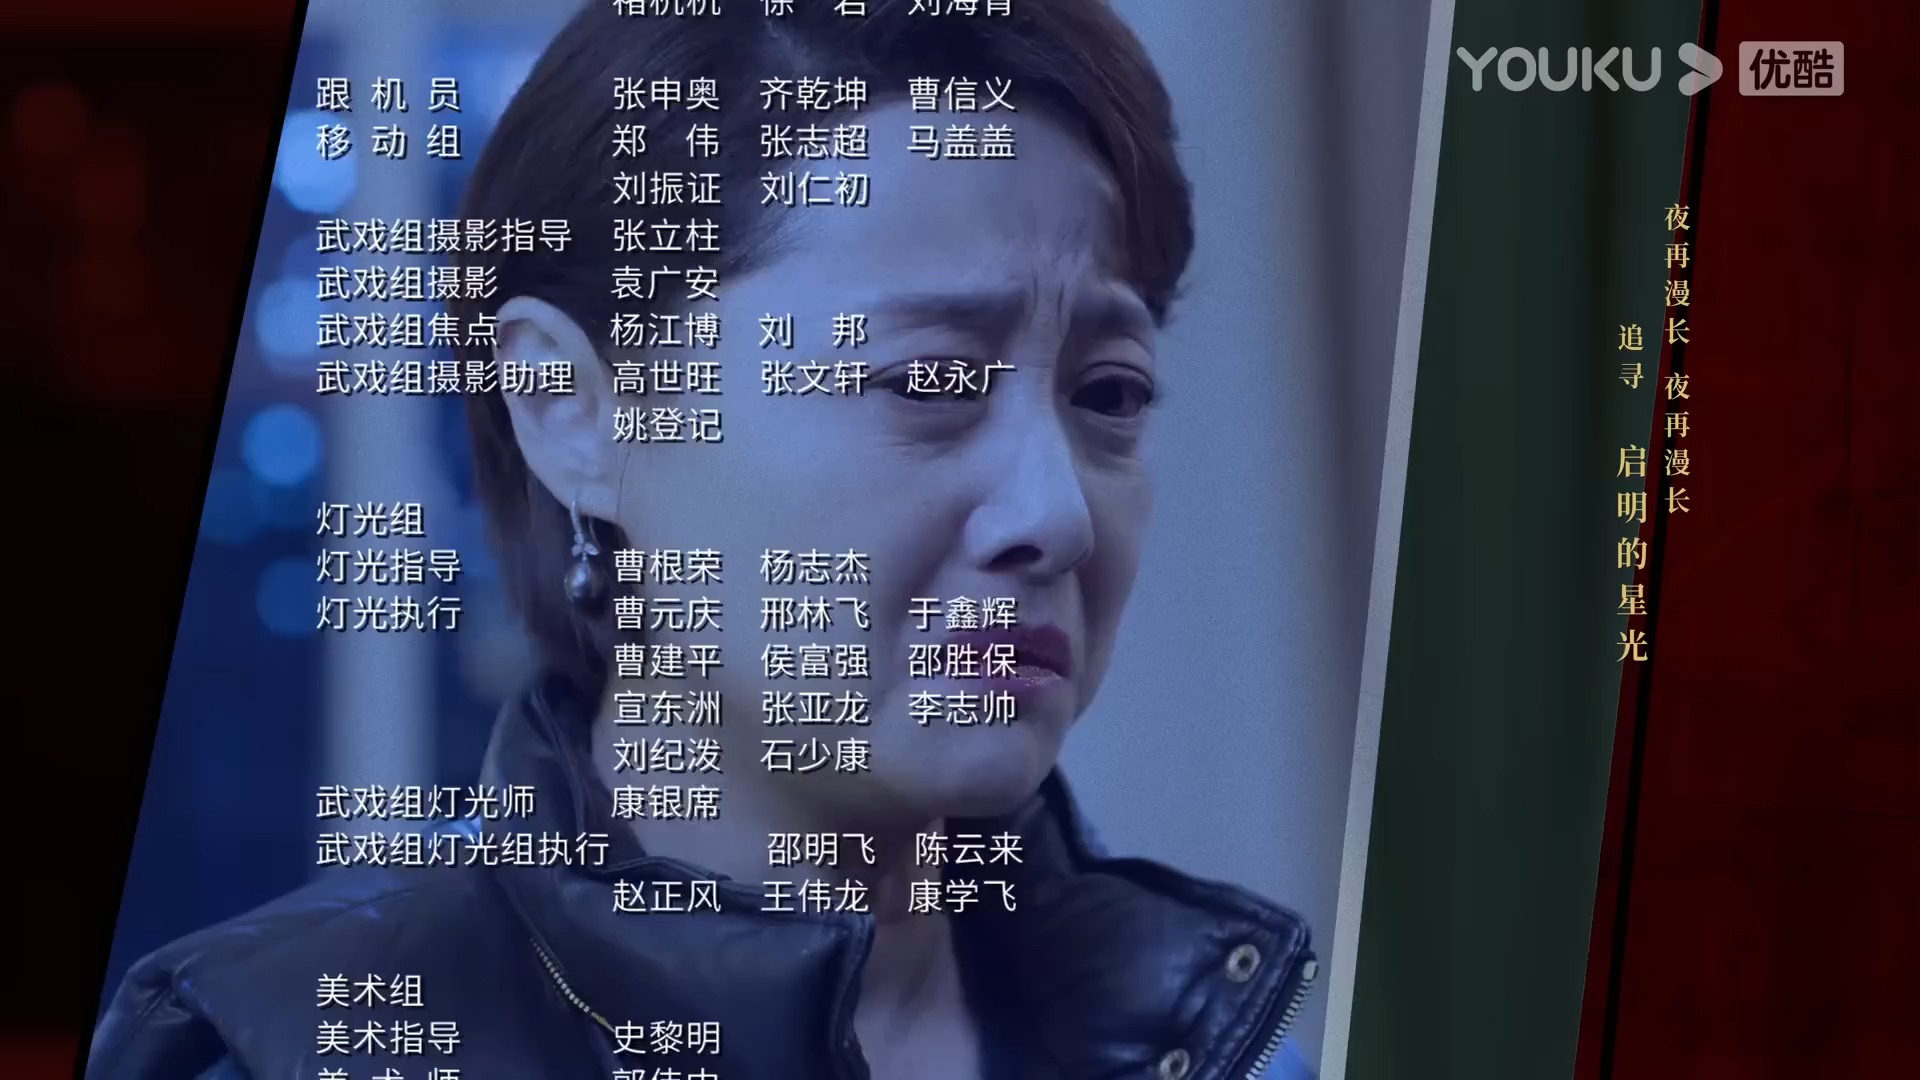 YOUKU 优酷
跟机员 张申奥 齐乾坤 曹信义
移动组 郑伟 张志超 马盖盖
刘振证 刘仁初
武戏组摄影指导 张立柱
武戏组摄影 袁广安
武戏组焦点 杨江博 刘邦
武戏组摄影助理 高世旺 张文轩 赵永广
姚登记
灯光组
灯光指导 曹根荣 杨志杰
灯光执行 曹元庆 邢林飞 于鑫辉
曹建平 侯富强 邵胜保
宣东洲 张亚龙 李志帅
刘纪泼 石少康
武戏组灯光师 康银席
武戏组灯光组执行 邵明飞 陈云来
赵正风 王伟龙 康学飞
美术组
美术指导 史黎明
夜再漫长 夜再漫长
追寻 启明的星光